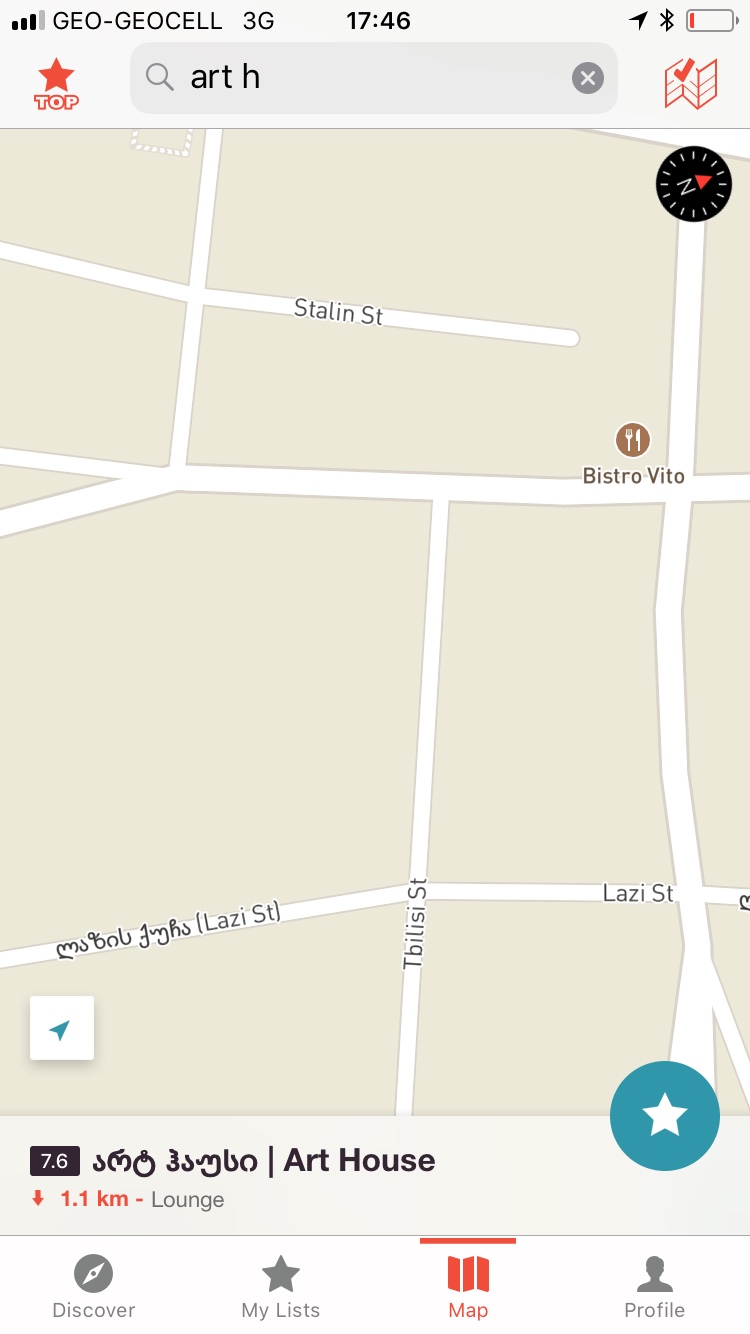 GEO-GEOCELL 3G 17:46
TOP
art h
N
Stalin St
Bistro Vito
Lazi St
ლაზის ქუჩა (Lazi St)
Tbilisi St
7.6 არტ ჰაუსი | Art House
1.1 km - Lounge
Discover
My Lists
Map
Profile